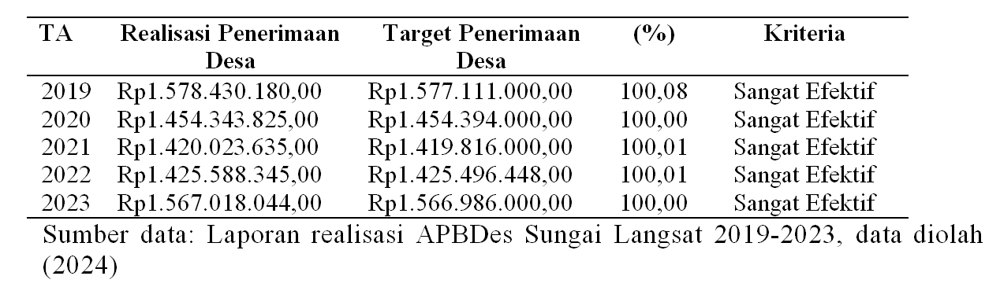 TA Realisasi Penerimaan Desa Target Penerimaan Desa (%) Kriteria
2019 Rp1.578.430.180,00 Rp1.577.111.000,00 100,08 Sangat Efektif
2020 Rp1.454.343.825,00 Rp1.454.394.000,00 100,00 Sangat Efektif
2021 Rp1.420.023.635,00 Rp1.419.816.000,00 100,01 Sangat Efektif
2022 Rp1.425.588.345,00 Rp1.425.496.448,00 100,01 Sangat Efektif
2023 Rp1.567.018.044,00 Rp1.566.986.000,00 100,00 Sangat Efektif
Sumber data: Laporan realisasi APBDes Sungai Langsat 2019-2023, data diolah
(2024)